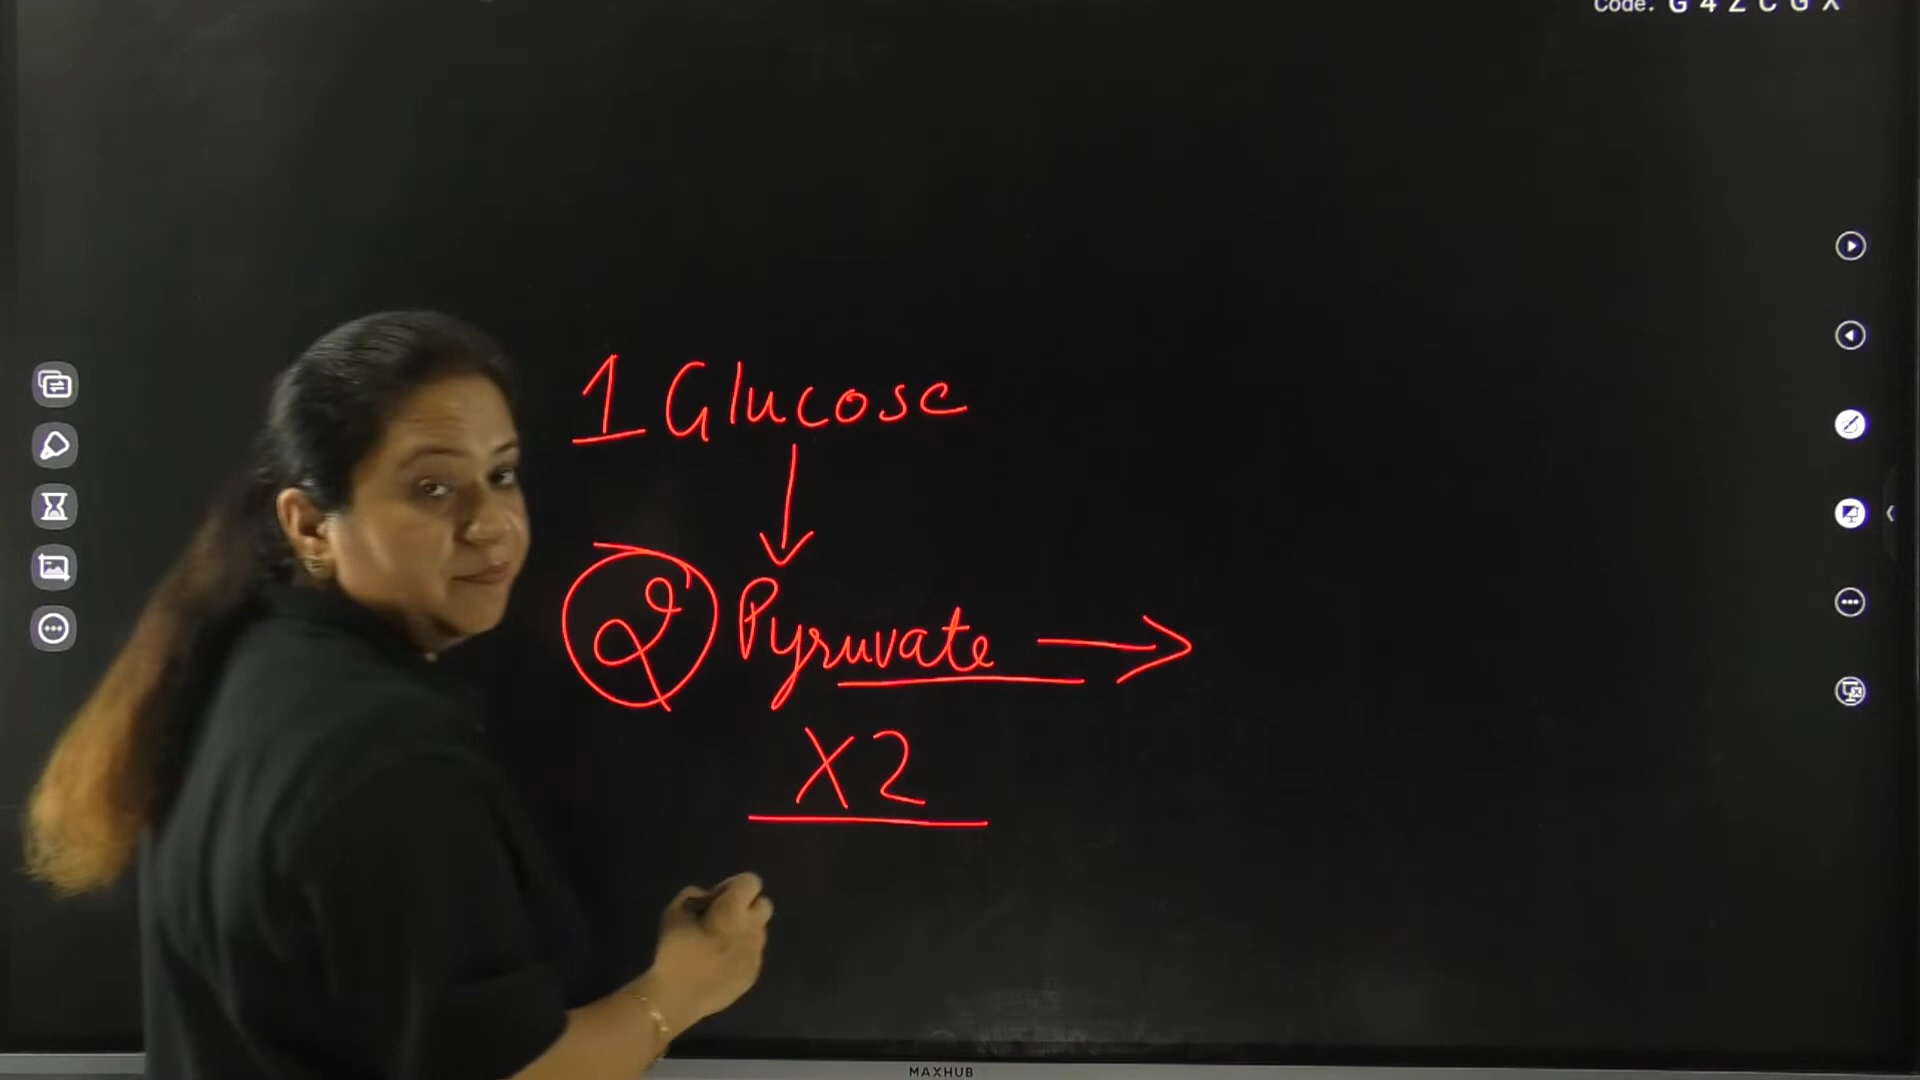 Code: G 4 Z C G X
1 Glucose
2 Pyruvate →
X2
MAXHUB